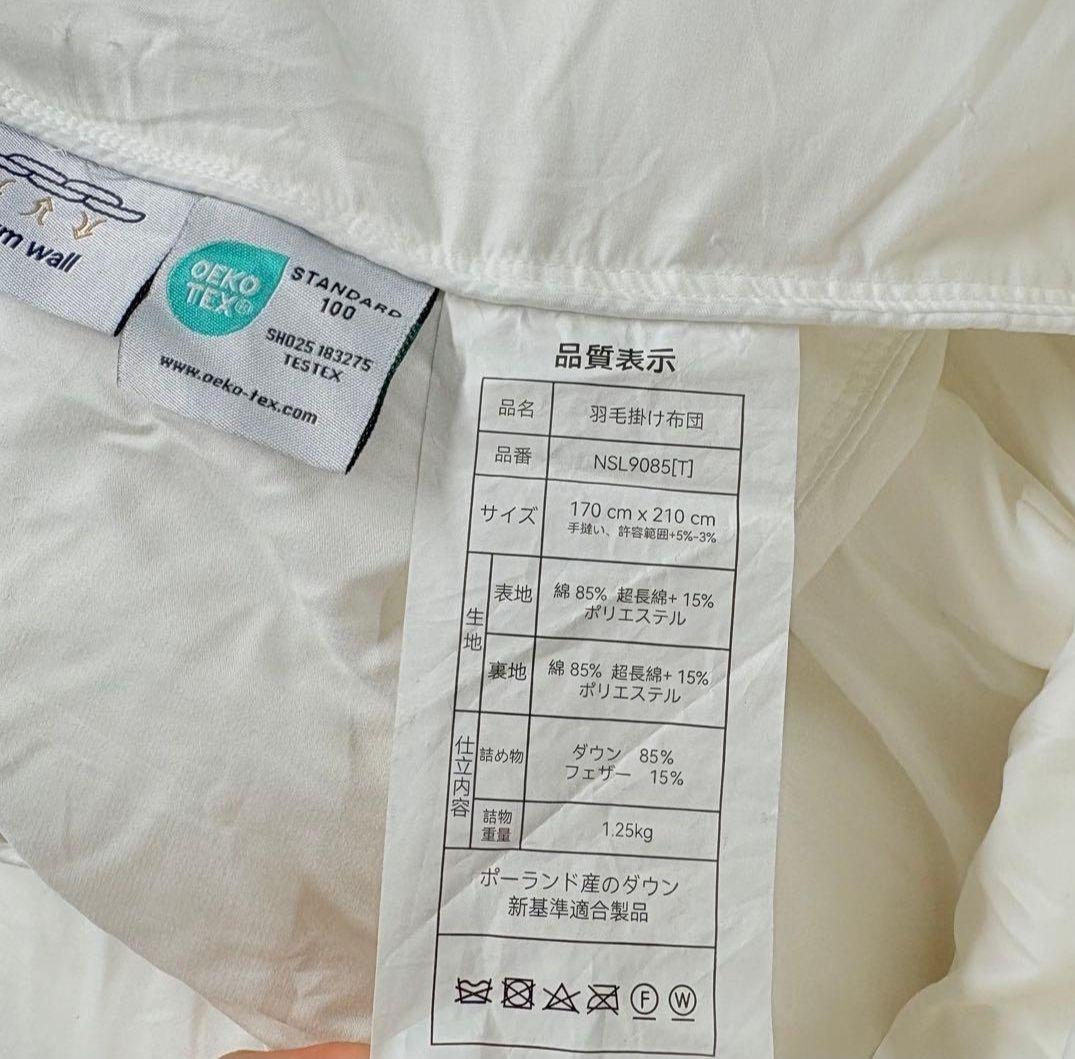 wall
OEKO
TEX®
STANDARD
100
SH025 183275
TESTEX
www.oeko-tex.com
品質表示
品名 羽毛掛け布団
品番 NSL9085[T]
サイズ 170 cm x 210 cm
手縫い、許容範囲+5%-3%
生地
表地 綿 85% 超長綿+ 15%
ポリエステル
裏地 綿 85% 超長綿+ 15%
ポリエステル
仕立内容
詰め物 ダウン 85%
フェザー 15%
詰物
重量 1.25kg
ポーランド産のダウン
新基準適合製品
F W